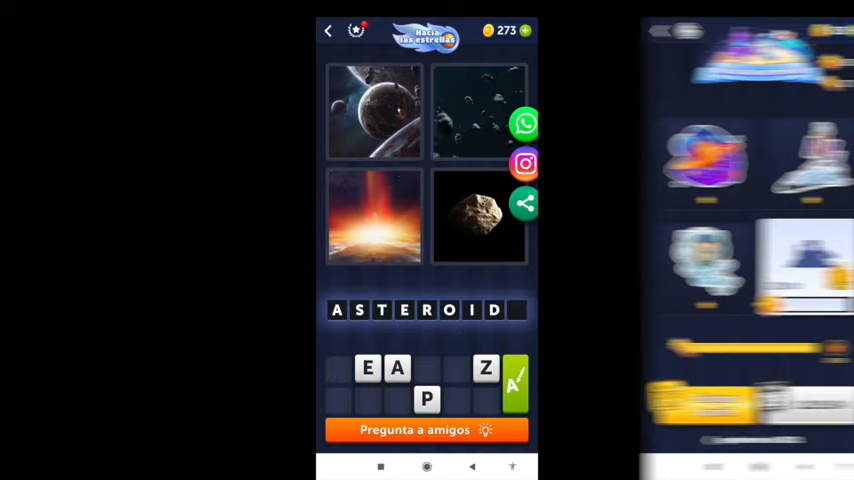 Hacia
las estrellas
273
ASTEROID
E A Z
P
Pregunta a amigos